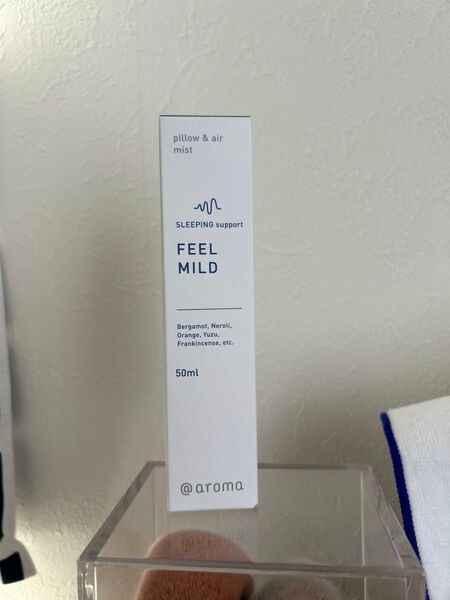 pillow & air
mist
SLEEPING support
FEEL
MILD
Bergamot, Neroli,
Orange, Yuzu,
Frankincense, etc.
50ml
@aroma